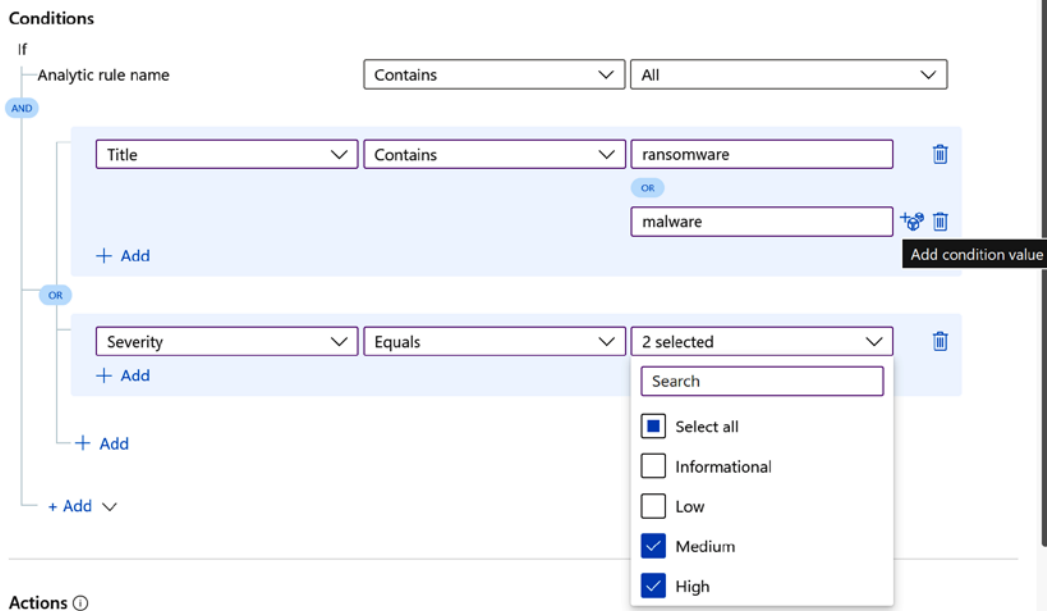 Conditions
If
Analytic rule name Contains All
AND
Title Contains ransomware
OR
malware
Add condition value
+ Add
OR
Severity Equals 2 selected
+ Add
Search
Select all
+ Add
Informational
+ Add
Low
Medium
High
Actions